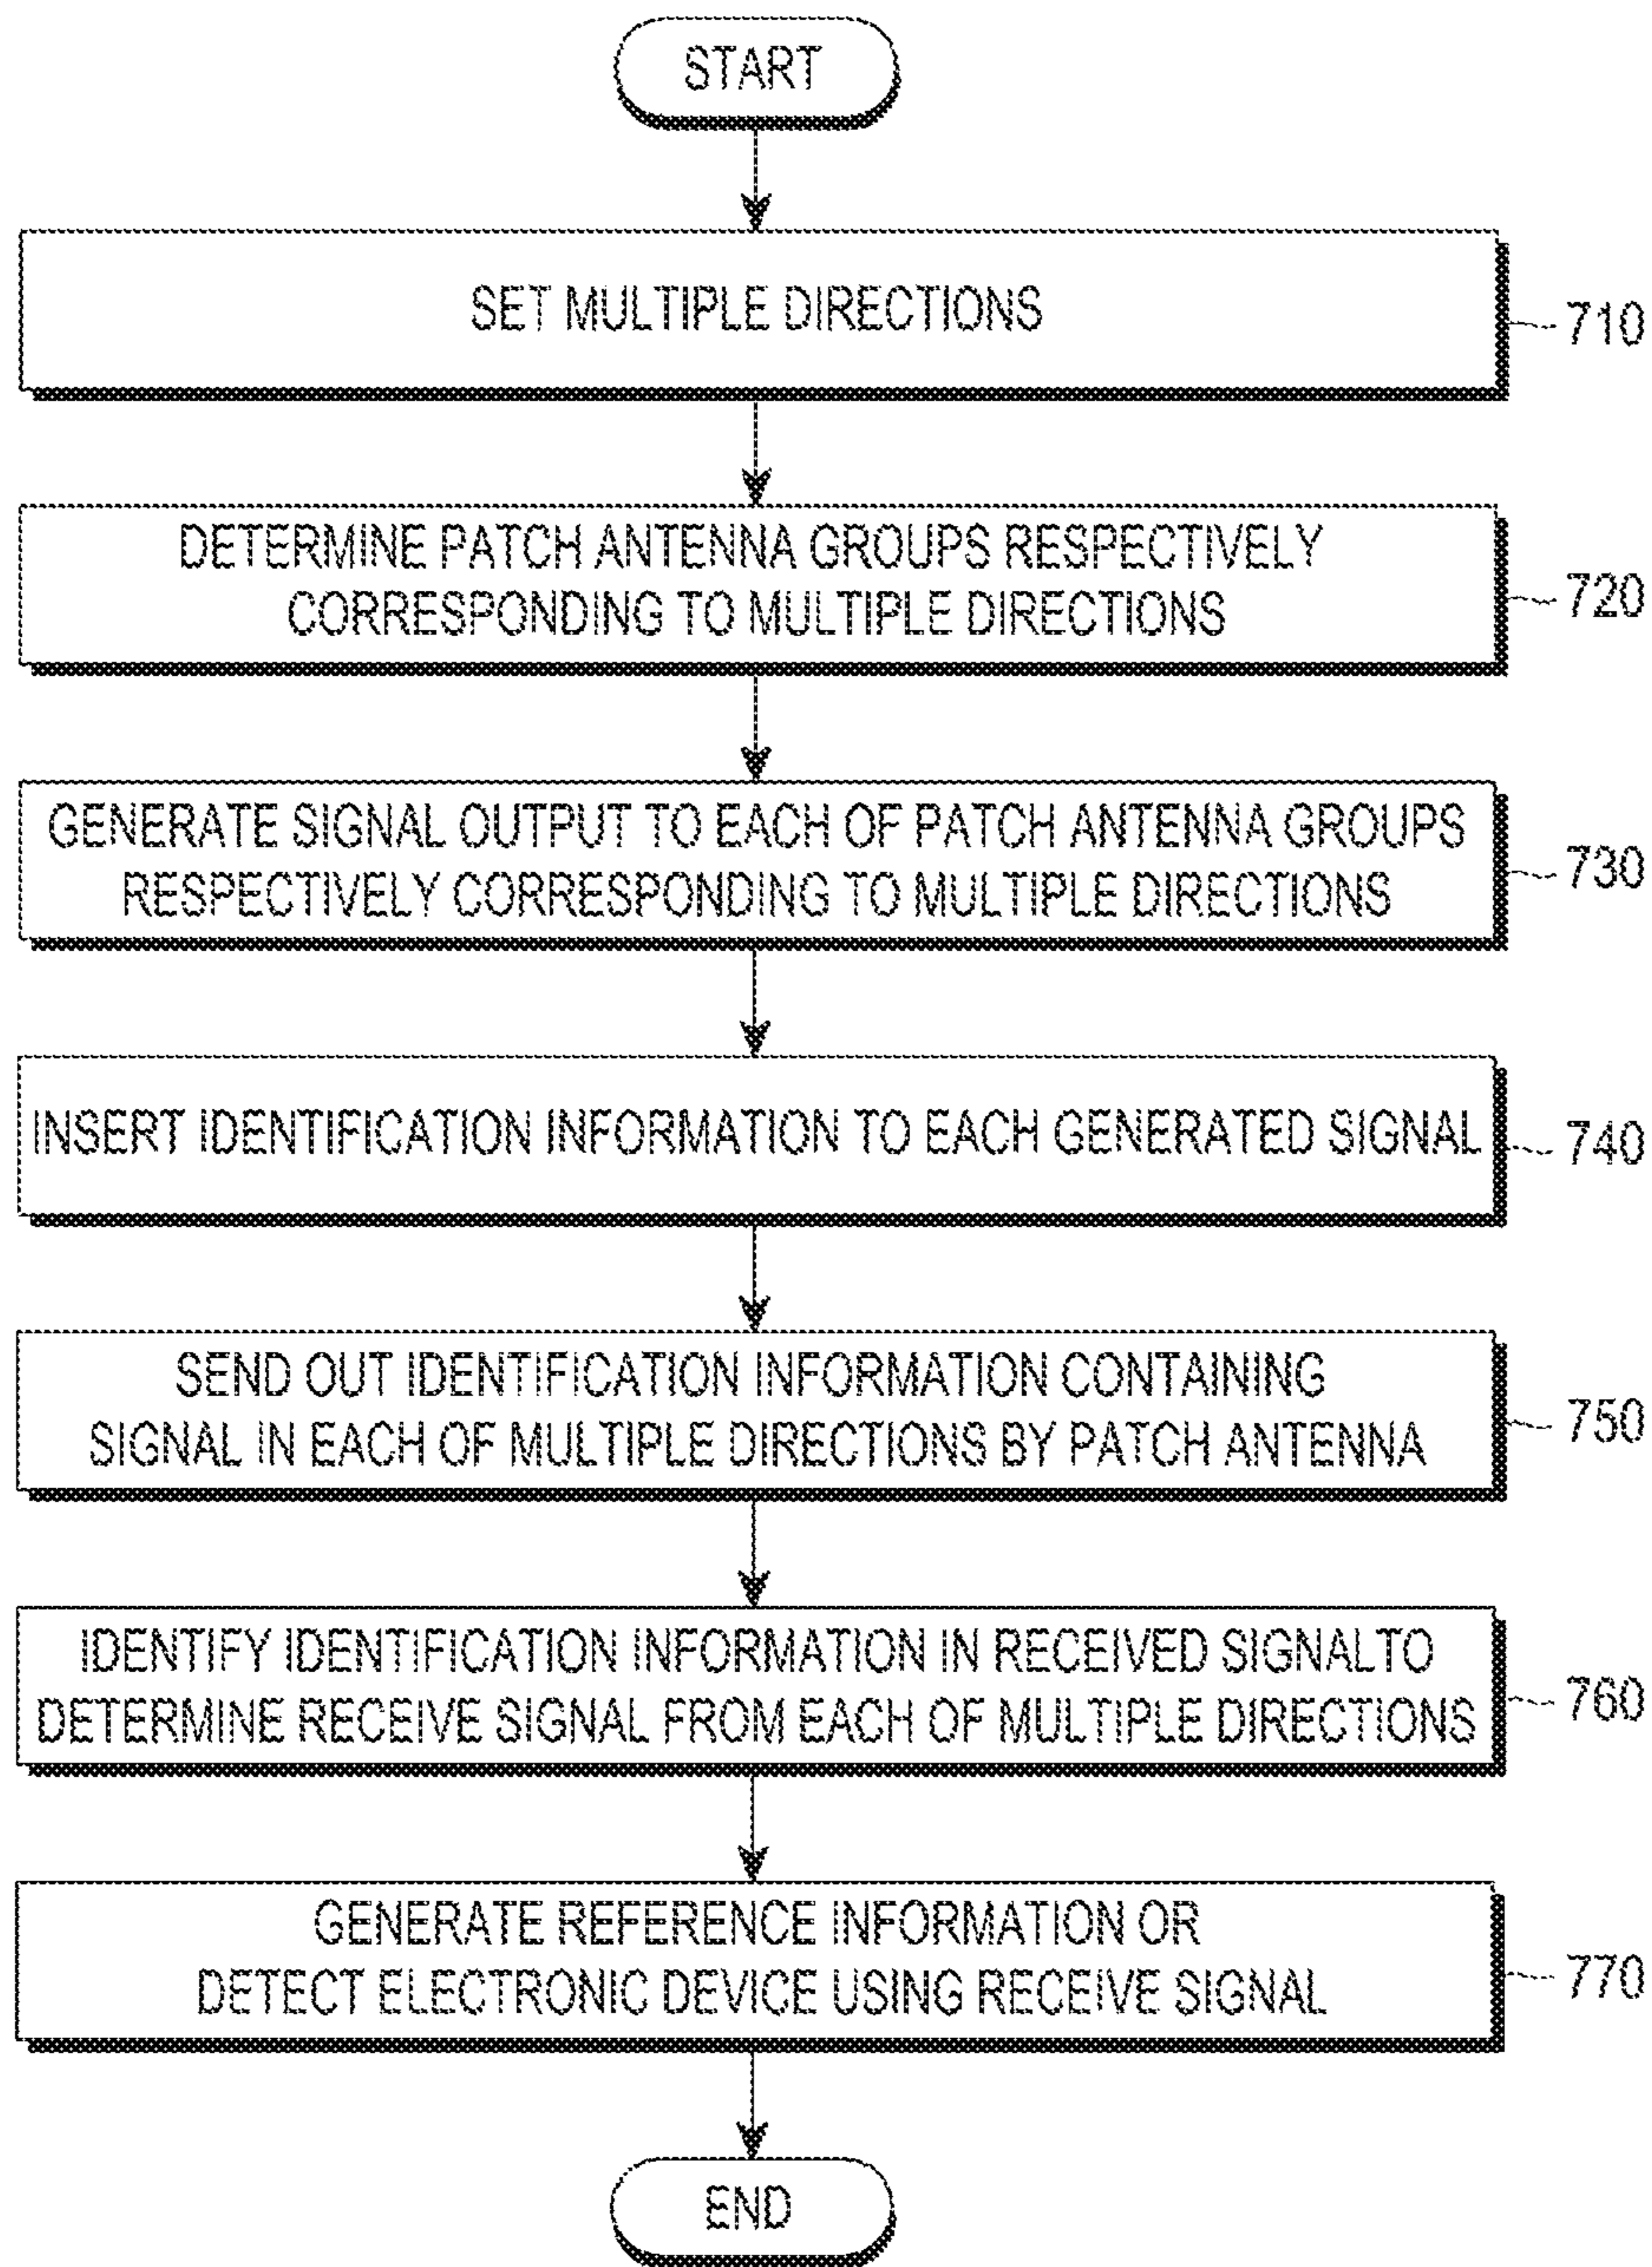 START
SET MULTIPLE DIRECTIONS
710
DETERMINE PATCH ANTENNA GROUPS RESPECTIVELY
CORRESPONDING TO MULTIPLE DIRECTIONS
720
GENERATE SIGNAL OUTPUT TO EACH OF PATCH ANTENNA GROUPS
RESPECTIVELY CORRESPONDING TO MULTIPLE DIRECTIONS
730
INSERT IDENTIFICATION INFORMATION TO EACH GENERATED SIGNAL
740
SEND OUT IDENTIFICATION INFORMATION CONTAINING
SIGNAL IN EACH OF MULTIPLE DIRECTIONS BY PATCH ANTENNA
750
IDENTIFY IDENTIFICATION INFORMATION IN RECEIVED SIGNALTO
DETERMINE RECEIVE SIGNAL FROM EACH OF MULTIPLE DIRECTIONS
760
GENERATE REFERENCE INFORMATION OR
DETECT ELECTRONIC DEVICE USING RECEIVE SIGNAL
770
END